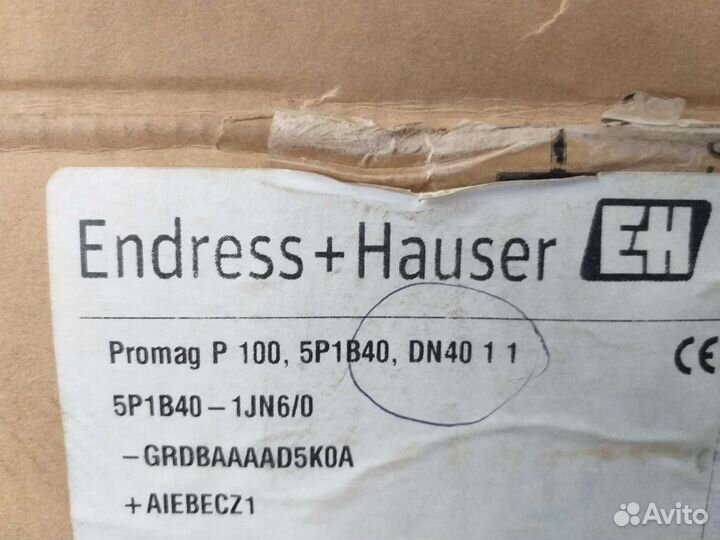 Endress+Hauser EH
Promag P 100, 5P1B40, DN40 1 1
CE
5P1B40 – 1JN6/0
–GRDBAAAAD5K0A
+AIEBECZ1
Avito